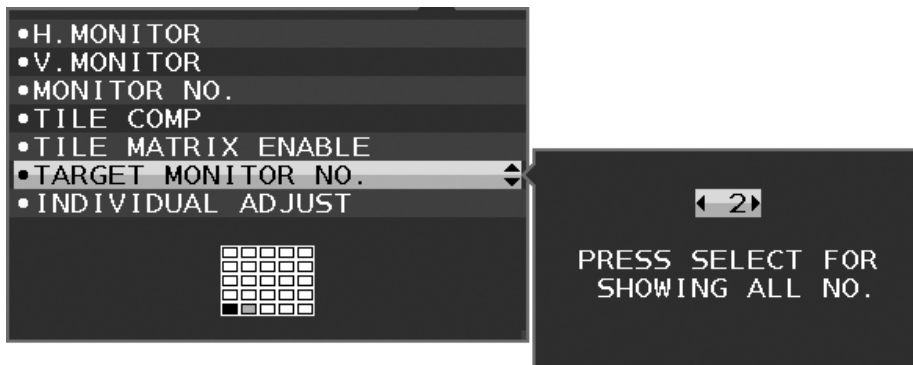 •H.MONITOR
•V.MONITOR
•MONITOR NO.
•TILE COMP
•TILE MATRIX ENABLE
•TARGET MONITOR NO.
•INDIVIDUAL ADJUST
2
PRESS SELECT FOR
SHOWING ALL NO.